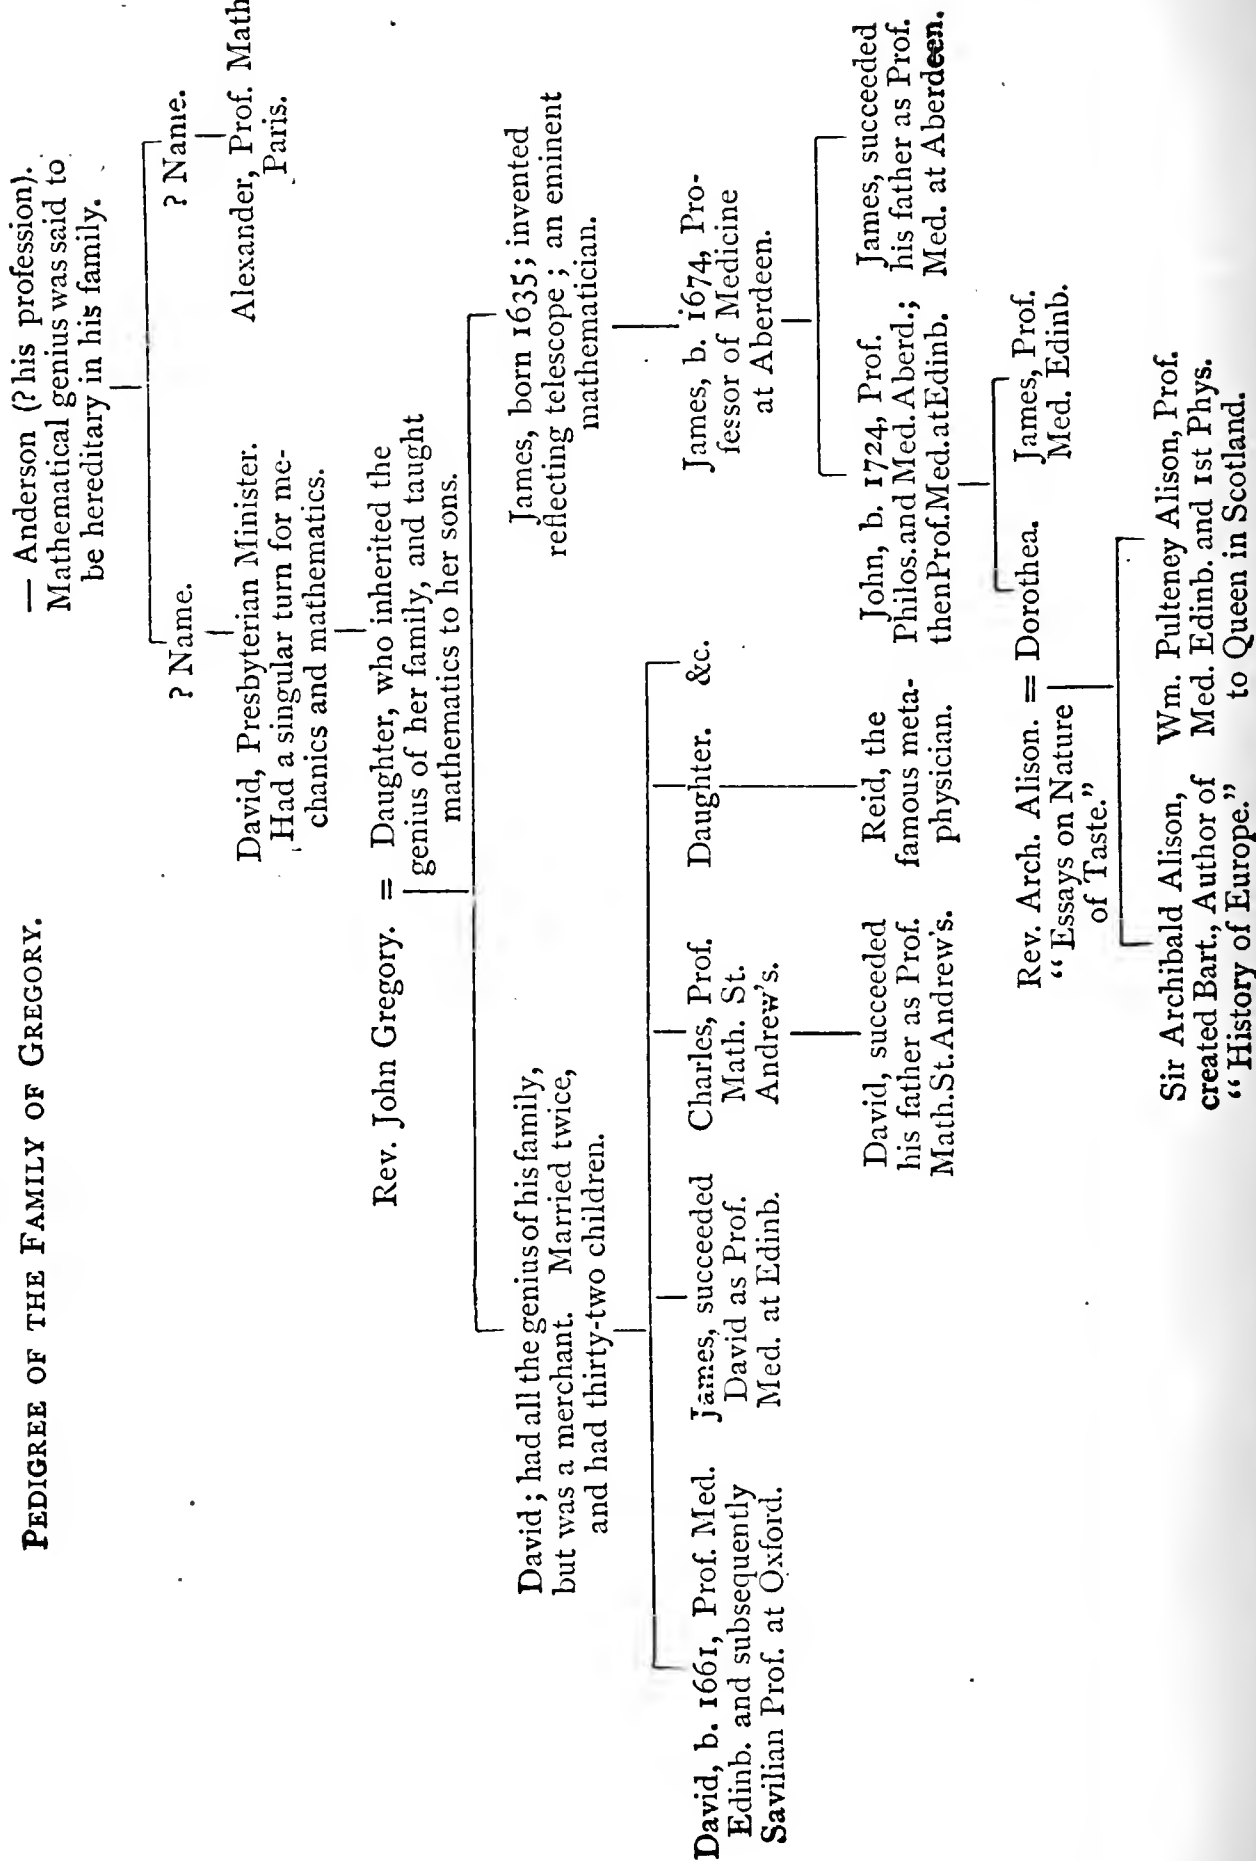 PEDIGREE OF THE FAMILY OF GREGORY.
— Anderson (? his profession).
Mathematical genius was said to
be hereditary in his family.
? Name.
? Name.
David, Presbyterian Minister.
Had a singular turn for me-
chanics and mathematics.
Alexander, Prof. Math
Paris.
Rev. John Gregory. = Daughter, who inherited the
genius of her family, and taught
mathematics to her sons.
David; had all the genius of his family,
but was a merchant. Married twice,
and had thirty-two children.
James, born 1635; invented
reflecting telescope; an eminent
mathematician.
David, b. 1661, Prof. Med.
Edinb. and subsequently
Savilian Prof. at Oxford.
James, succeeded
David as Prof.
Med. at Edinb.
Charles, Prof.
Math. St.
Andrew's.
Daughter.
&c.
James, b. 1674, Pro-
fessor of Medicine
at Aberdeen.
David, succeeded
his father as Prof.
Math. St. Andrew's.
Reid, the
famous meta-
physician.
John, b. 1724, Prof.
Philos. and Med. Aberd.;
then Prof. Med. at Edinb.
James, succeeded
his father as Prof.
Med. at Aberdeen.
Rev. Arch. Alison. = Dorothea.
"Essays on Nature
of Taste."
James, Prof.
Med. Edinb.
Sir Archibald Alison,
created Bart., Author of
"History of Europe."
Wm. Pulteney Alison, Prof.
Med. Edinb. and 1st Phys.
to Queen in Scotland.